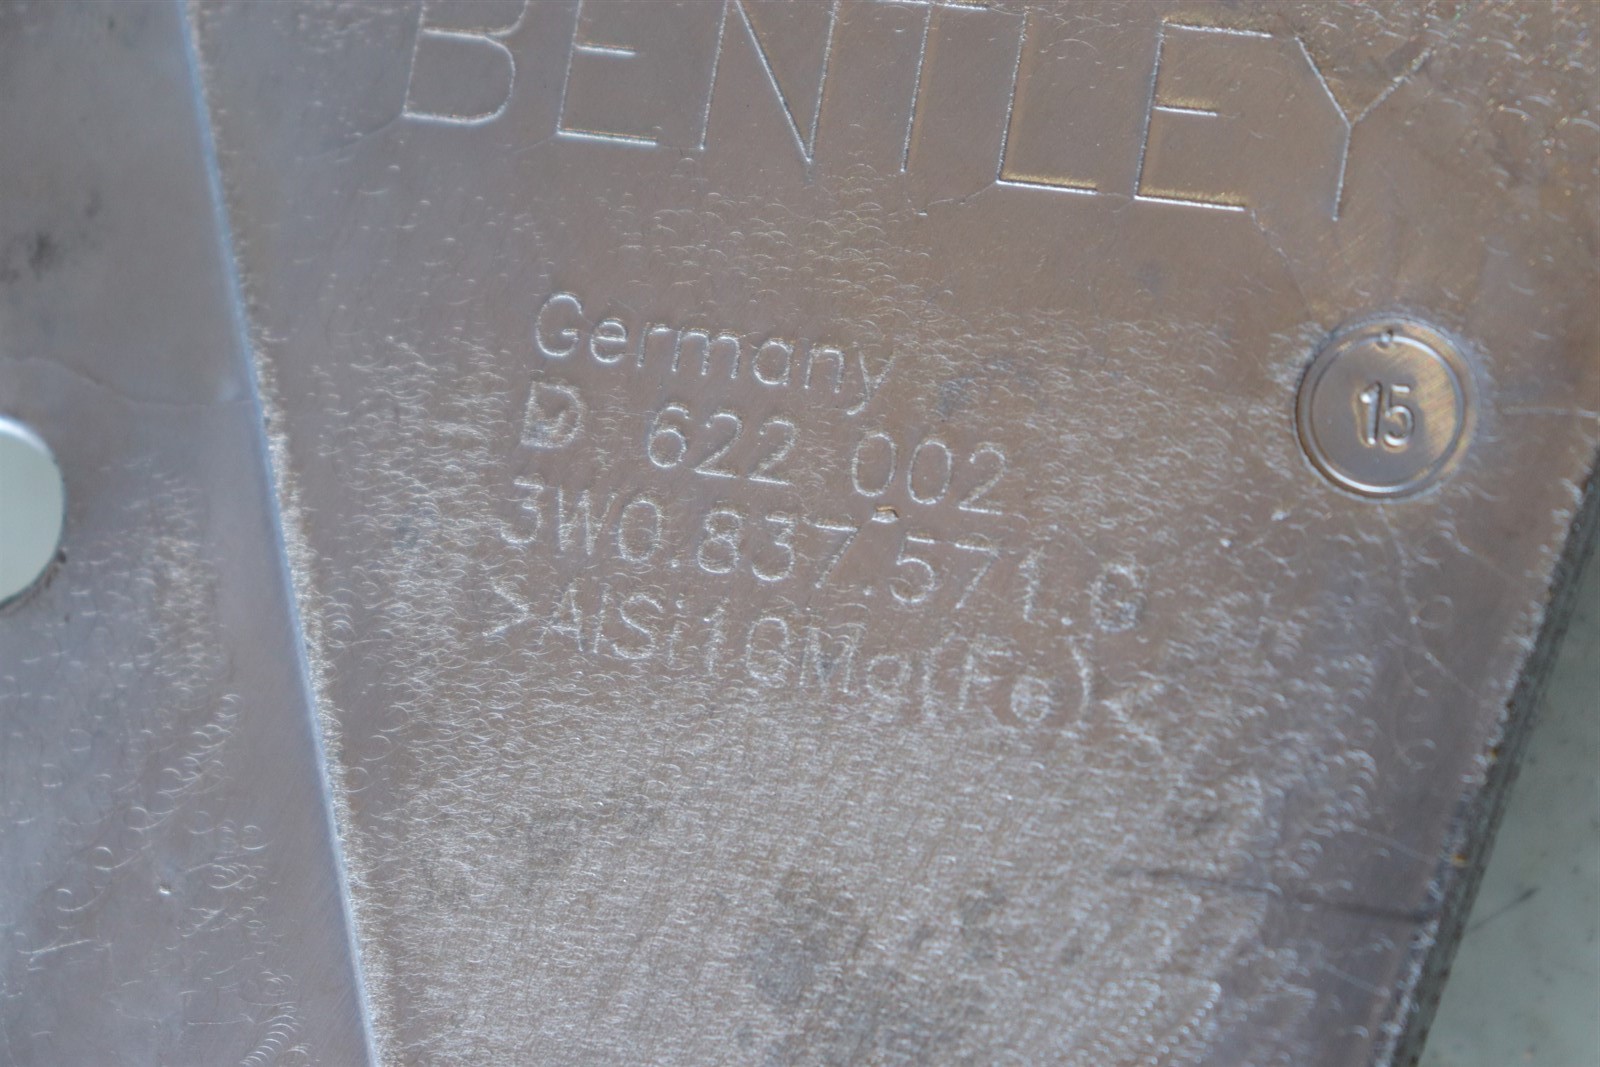 BENTLEY
Germany
D 622 002
3W0.837.571.G
>AlSi10Mg(Fe)<
15